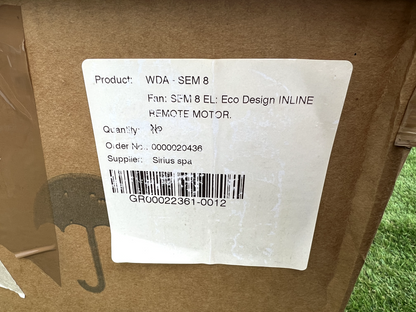 Product: WDA - SEM 8
Fan: SEM 8 EL: Eco Design INLINE
REMOTE MOTOR.
Quantity:
Order No.: 0000020436
Supplier: Sirius spa
GR00022361-0012